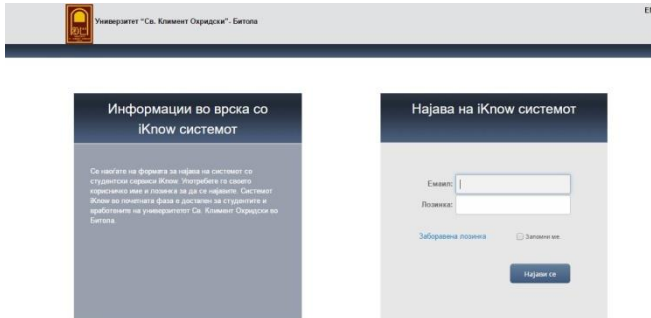 Универзитет "Св. Климент Охридски"- Битола
Информации во врска со
iKnow системот
Се наоѓате на формата за најава на системот со
студентски сервиси iKnow. Употребете го своето
корисничко име и лозинка за да се најавите. Системот
iKnow во почетната фаза е достапен за студентите и
вработените на универзитетот Св. Климент Охридски во
Битола.
Најава на iKnow системот
Емаил:
Лозинка:
Заборавена лозинка
Запамти ме.
Најави се